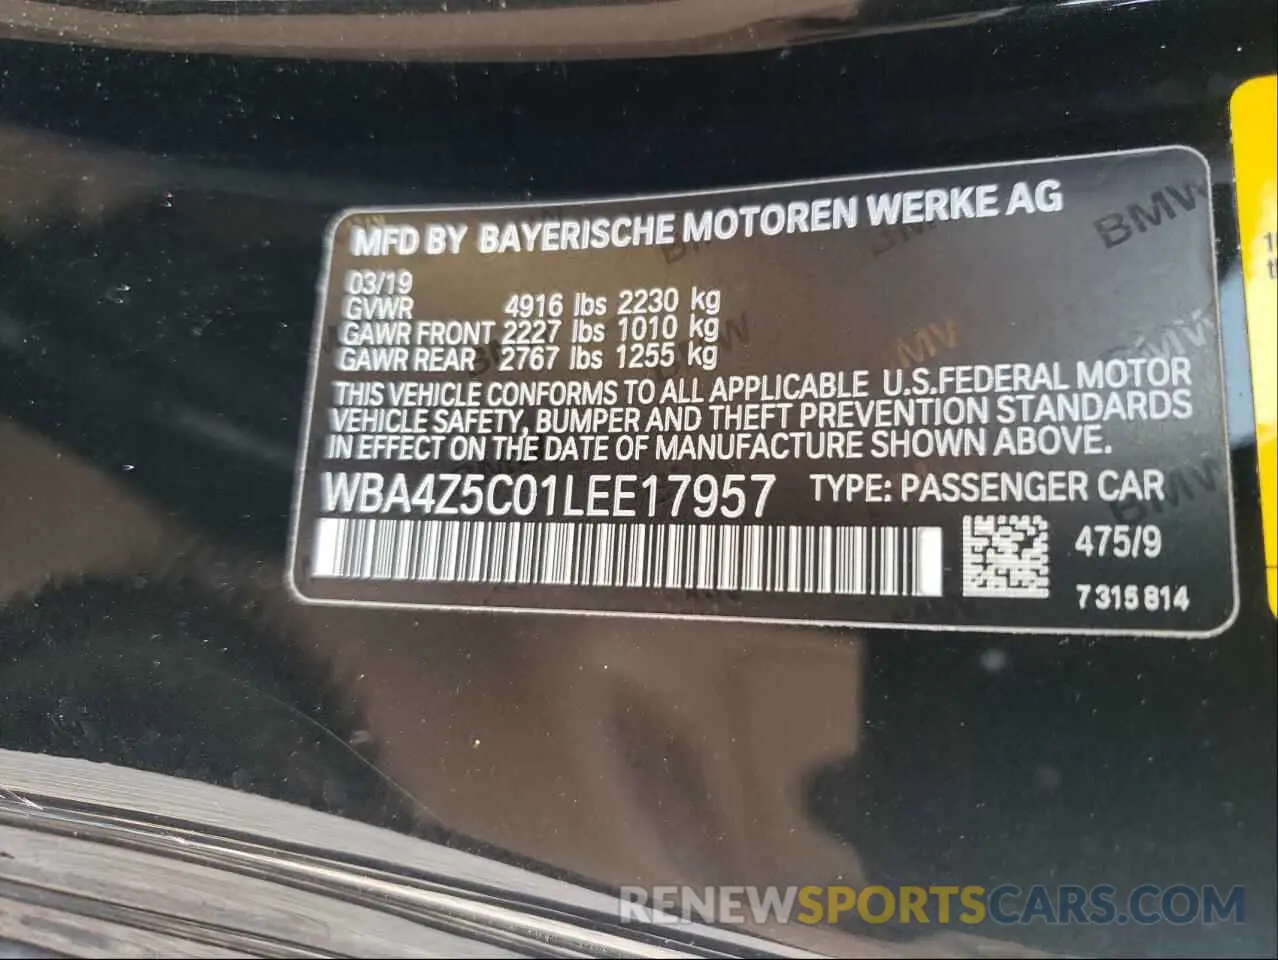 MFD BY BAYERISCHE MOTOREN WERKE AG
03/19
GVWR 4916 lbs 2230 kg
GAWR FRONT 2227 lbs 1010 kg
GAWR REAR 2767 lbs 1255 kg
THIS VEHICLE CONFORMS TO ALL APPLICABLE U.S.FEDERAL MOTOR
VEHICLE SAFETY, BUMPER AND THEFT PREVENTION STANDARDS
IN EFFECT ON THE DATE OF MANUFACTURE SHOWN ABOVE.
WBA4Z5C01LEE17957 TYPE: PASSENGER CAR
475/9
7315814
BMW
BMW
BMW
RENEWSPORTSCARS.COM